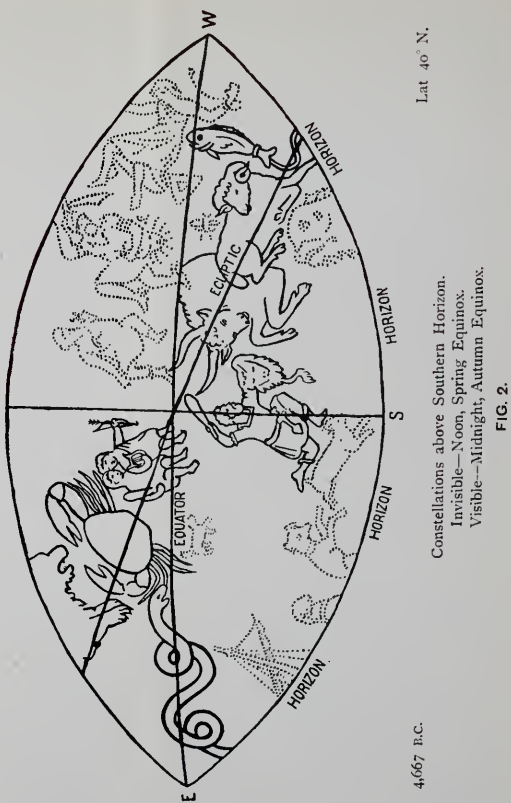 W
E
S
EQUATOR
ECLIPTIC
HORIZON
HORIZON
HORIZON
HORIZON
4,667 B.C.
Lat 40° N.
Constellations above Southern Horizon.
Invisible—Noon, Spring Equinox.
Visible--Midnight, Autumn Equinox.
FIG. 2.